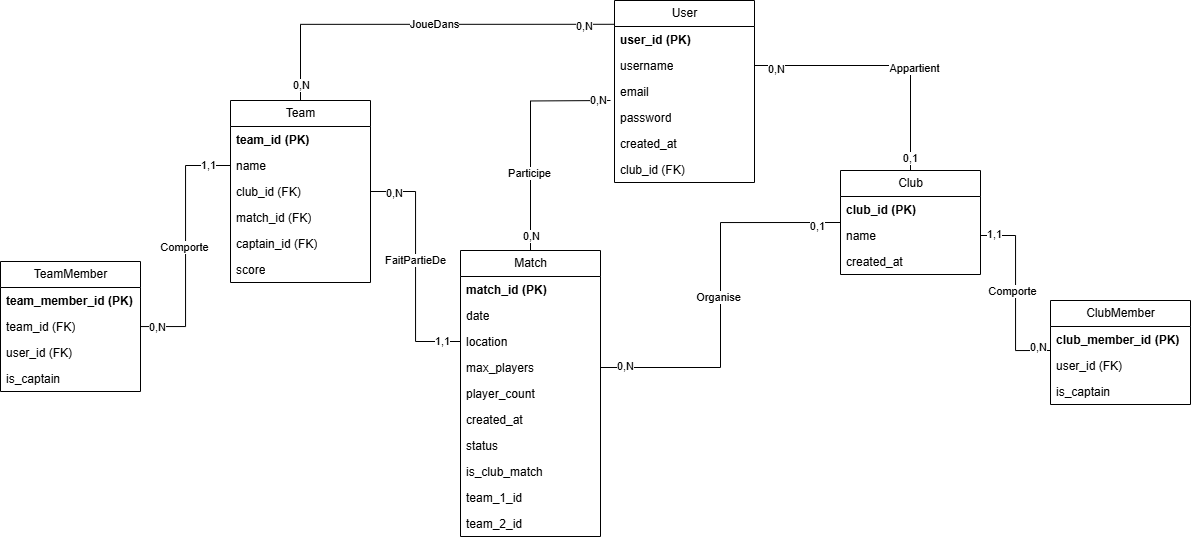 User
user_id (PK)
username
email
password
created_at
club_id (FK)
JoueDans
0,N
0,N
0,N
Appartient
0,1
0,N
Participe
0,N
Team
team_id (PK)
name
club_id (FK)
match_id (FK)
captain_id (FK)
score
1,1
Comporte
0,N
0,N
FaitPartieDe
1,1
TeamMember
team_member_id (PK)
team_id (FK)
user_id (FK)
is_captain
Match
match_id (PK)
date
location
max_players
player_count
created_at
status
is_club_match
team_1_id
team_2_id
0,1
Organise
0,N
Club
club_id (PK)
name
created_at
1,1
Comporte
0,N
ClubMember
club_member_id (PK)
user_id (FK)
is_captain